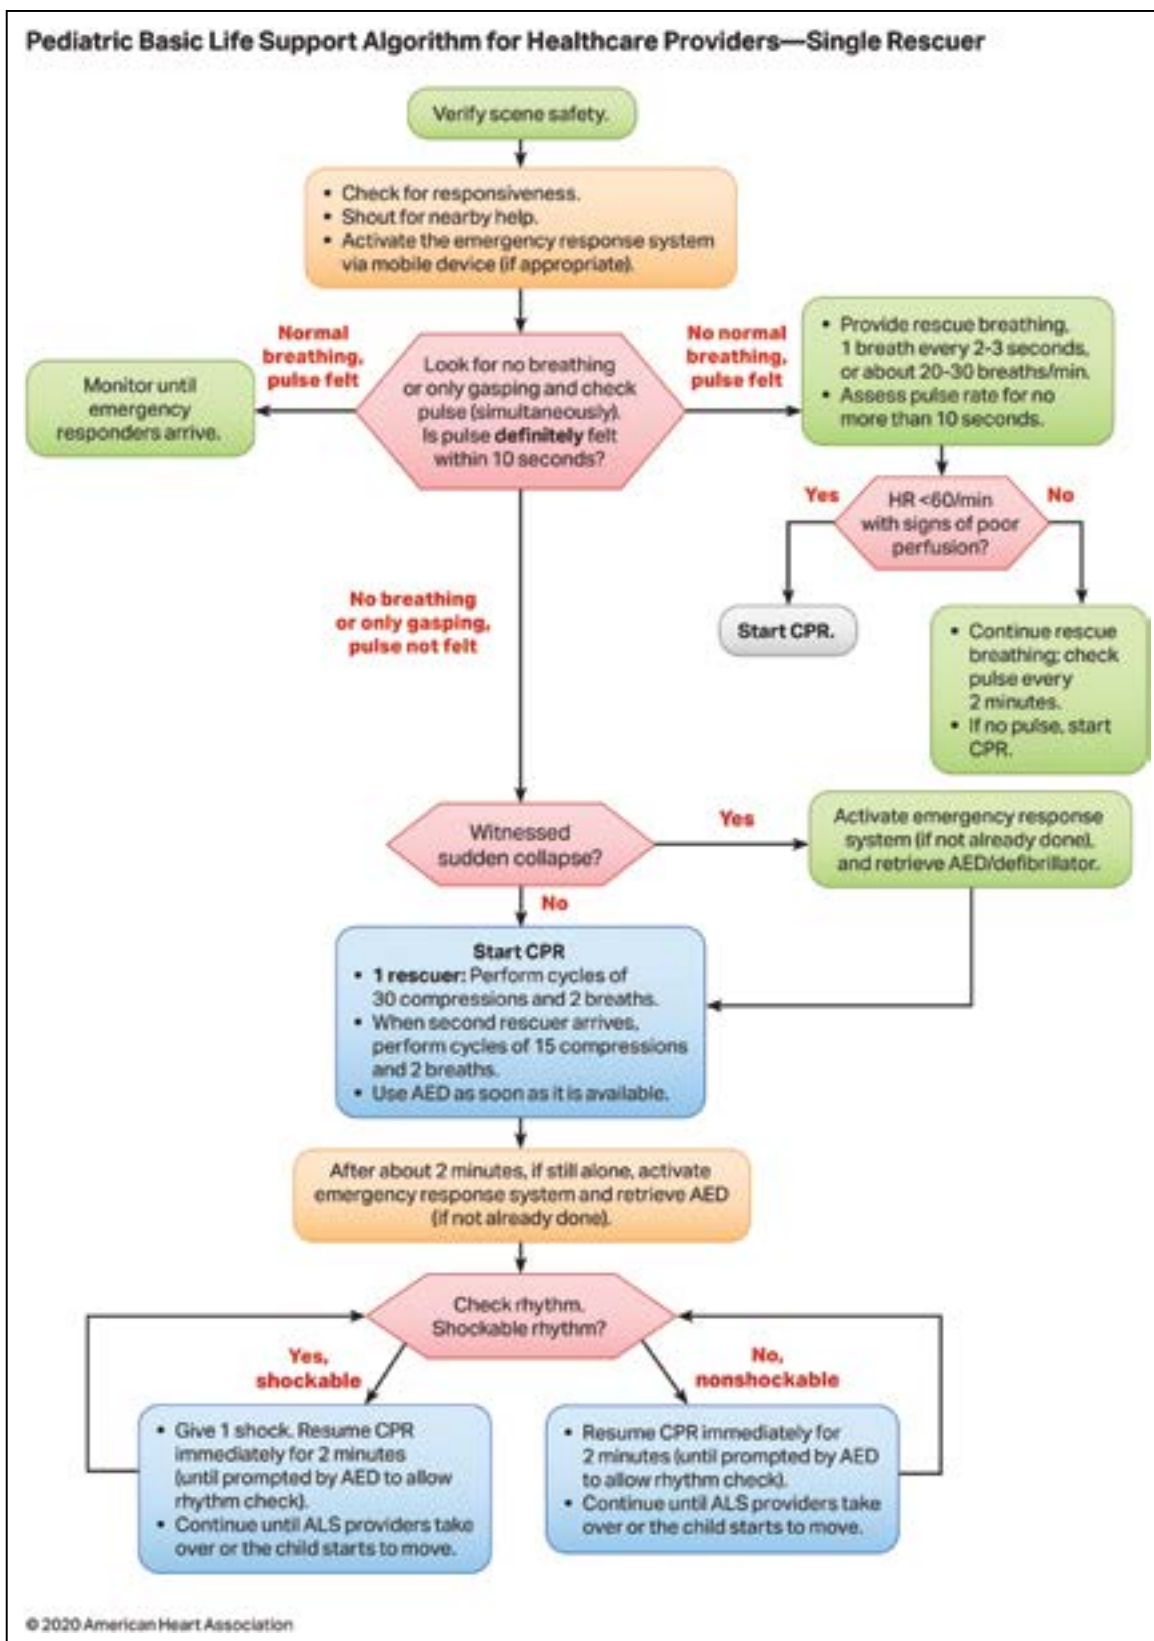 Pediatric Basic Life Support Algorithm for Healthcare Providers—Single Rescuer
Verify scene safety.
• Check for responsiveness.
• Shout for nearby help.
• Activate the emergency response system
via mobile device (if appropriate).
Normal
breathing,
pulse felt
Monitor until
emergency
responders arrive.
Look for no breathing
or only gasping and check
pulse (simultaneously).
Is pulse definitely felt
within 10 seconds?
No normal
breathing,
pulse felt
• Provide rescue breathing,
1 breath every 2-3 seconds,
or about 20-30 breaths/min.
• Assess pulse rate for no
more than 10 seconds.
Yes
HR <60/min
with signs of poor
perfusion?
No
Start CPR.
• Continue rescue
breathing; check
pulse every
2 minutes.
• If no pulse, start
CPR.
No breathing
or only gasping,
pulse not felt
Witnessed
sudden collapse?
Yes
Activate emergency response
system (if not already done),
and retrieve AED/defibrillator.
No
Start CPR
• 1 rescuer: Perform cycles of
30 compressions and 2 breaths.
• When second rescuer arrives,
perform cycles of 15 compressions
and 2 breaths.
• Use AED as soon as it is available.
After about 2 minutes, if still alone, activate
emergency response system and retrieve AED
(if not already done).
Check rhythm.
Shockable rhythm?
Yes,
shockable
No,
nonshockable
• Give 1 shock. Resume CPR
immediately for 2 minutes
(until prompted by AED to allow
rhythm check).
• Continue until ALS providers take
over or the child starts to move.
• Resume CPR immediately for
2 minutes (until prompted by AED
to allow rhythm check).
• Continue until ALS providers take
over or the child starts to move.
© 2020 American Heart Association